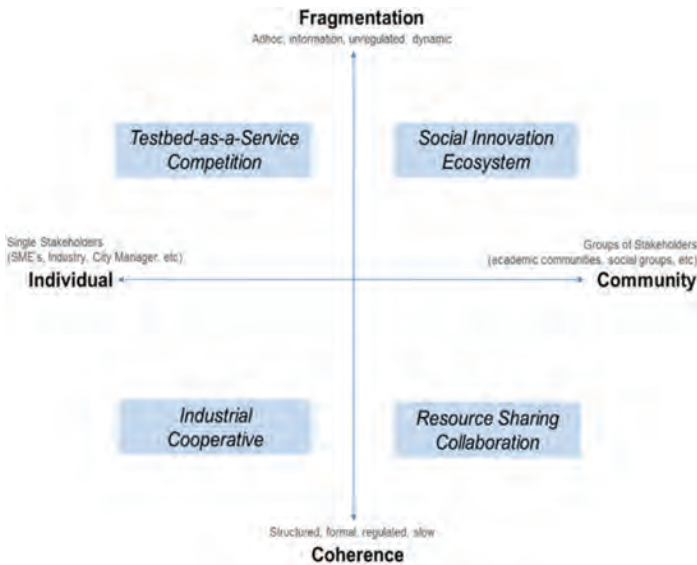 Fragmentation
Adhoc, information, unregulated, dynamic
Testbed-as-a-Service
Competition
Social Innovation
Ecosystem
Single Stakeholders
(SME's, Industry, City Manager. etc)
Individual
Groups of Stakeholders
(academic communities, social groups, etc)
Community
Industrial
Cooperative
Resource Sharing
Collaboration
Structured, formal, regulated, slow
Coherence